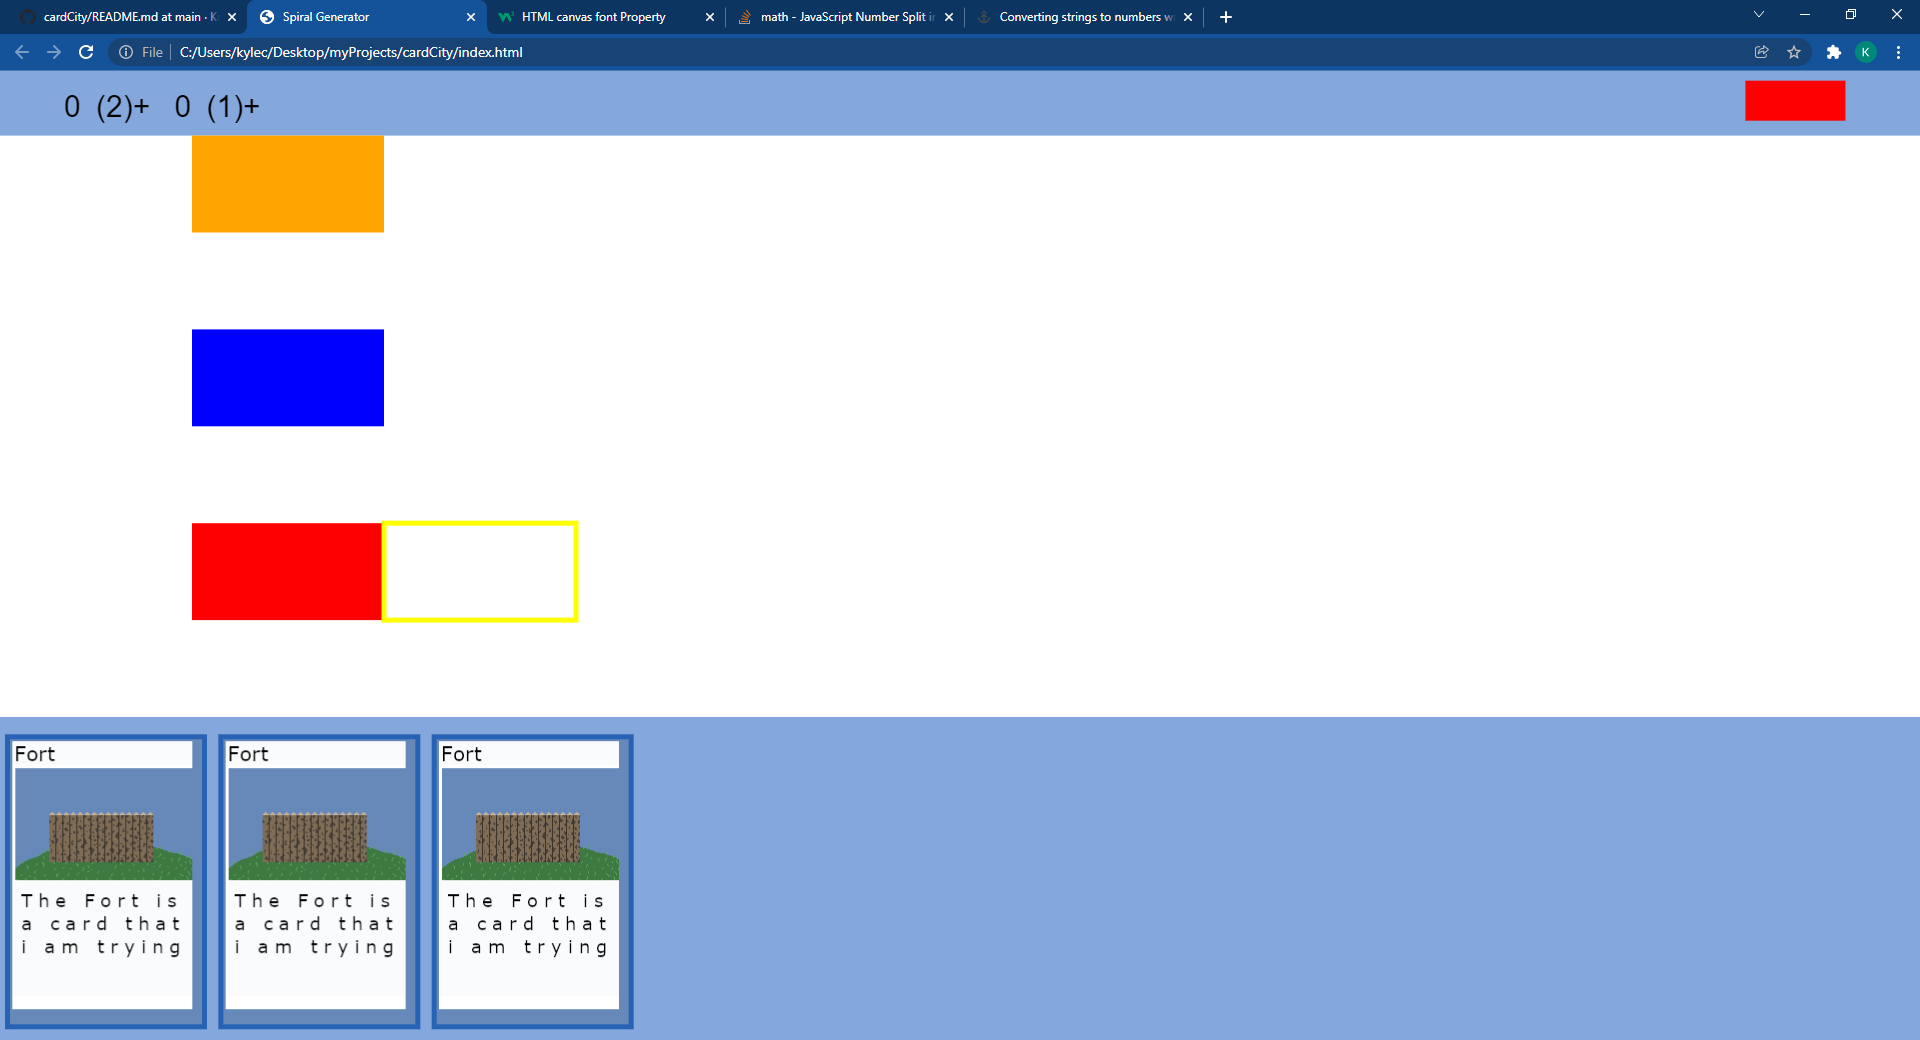 cardCity/README.md at main ·
Spiral Generator
HTML canvas font Property
math - JavaScript Number Split
Converting strings to numbers
File
C:/Users/kylec/Desktop/myProjects/cardCity/index.html
K
0 (2)+ 0 (1)+
Fort
The Fort is
a card that
i am trying
Fort
The Fort is
a card that
i am trying
Fort
The Fort is
a card that
i am trying